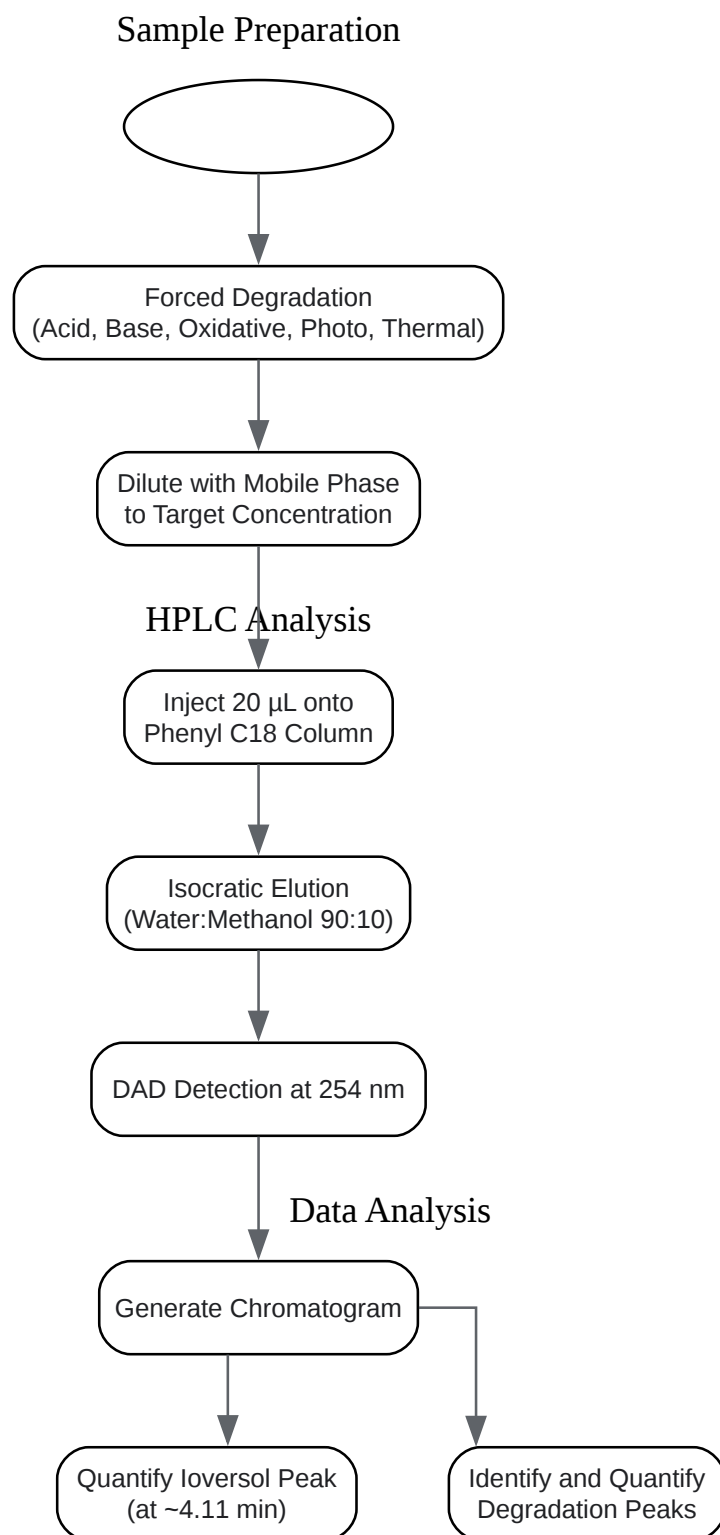 Sample Preparation
Forced Degradation
(Acid, Base, Oxidative, Photo, Thermal)
Dilute with Mobile Phase
to Target Concentration
HPLC Analysis
Inject 20 µL onto
Phenyl C18 Column
Isocratic Elution
(Water:Methanol 90:10)
DAD Detection at 254 nm
Data Analysis
Generate Chromatogram
Quantify Ioversol Peak
(at ~4.11 min)
Identify and Quantify
Degradation Peaks